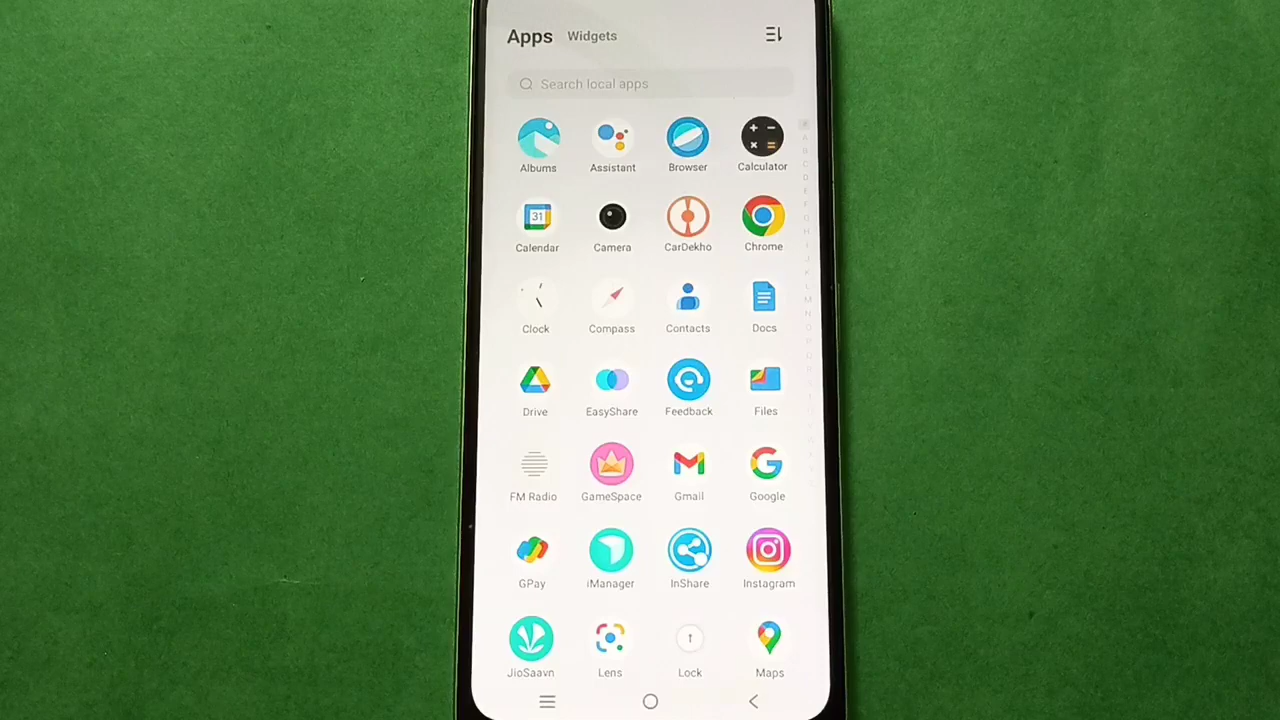 Apps Widgets
Search local apps
Albums Assistant Browser Calculator
31
Calendar Camera CarDekho Chrome
Clock Compass Contacts Docs
Drive EasyShare Feedback Files
FM Radio GameSpace Gmail Google
GPay iManager InShare Instagram
JioSaavn Lens Lock Maps